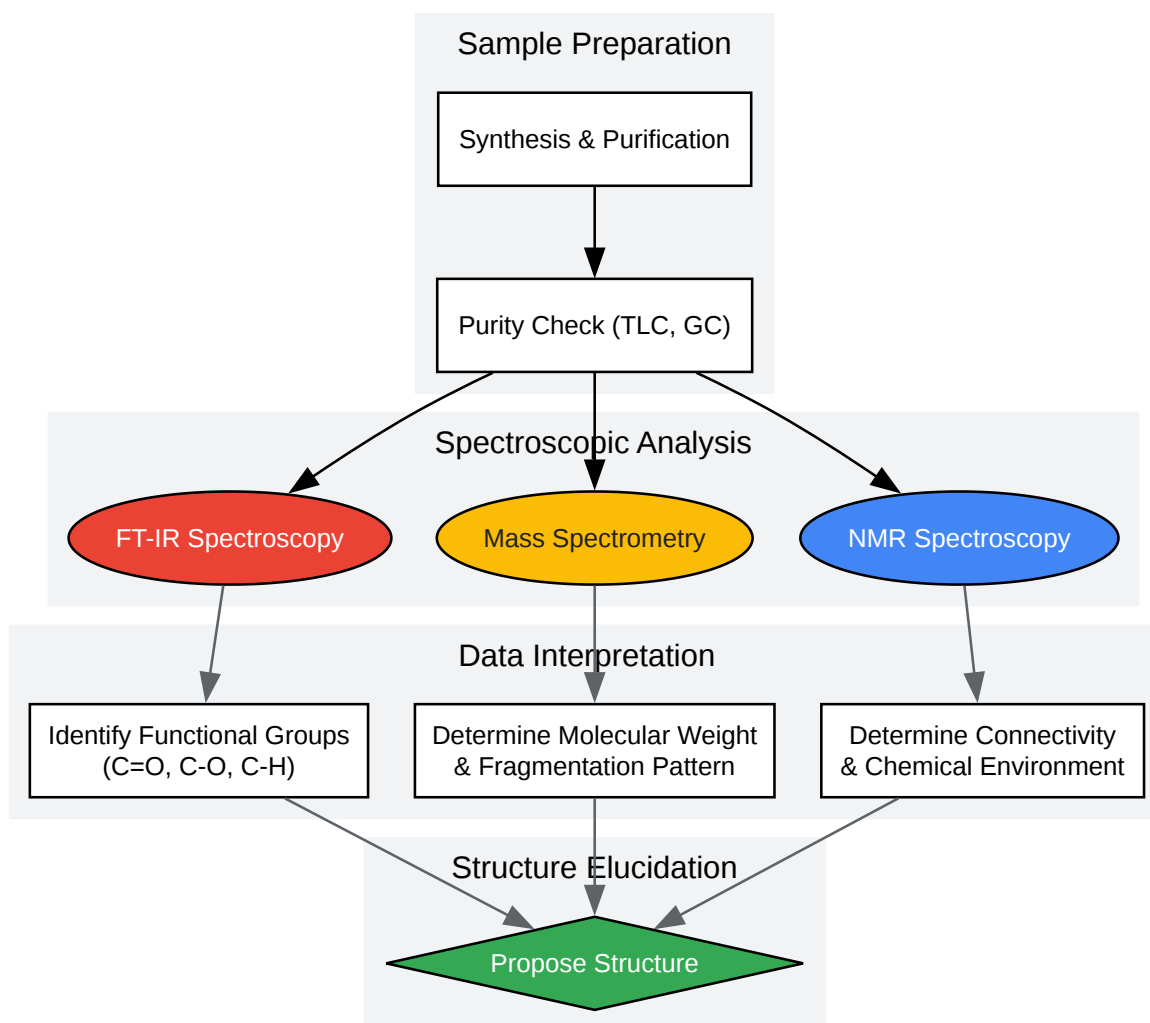 Sample Preparation
Synthesis & Purification
Purity Check (TLC, GC)
Spectroscopic Analysis
FT-IR Spectroscopy
Mass Spectrometry
NMR Spectroscopy
Data Interpretation
Identify Functional Groups
(C=O, C-O, C-H)
Determine Molecular Weight
& Fragmentation Pattern
Determine Connectivity
& Chemical Environment
Structure Elucidation
Propose Structure